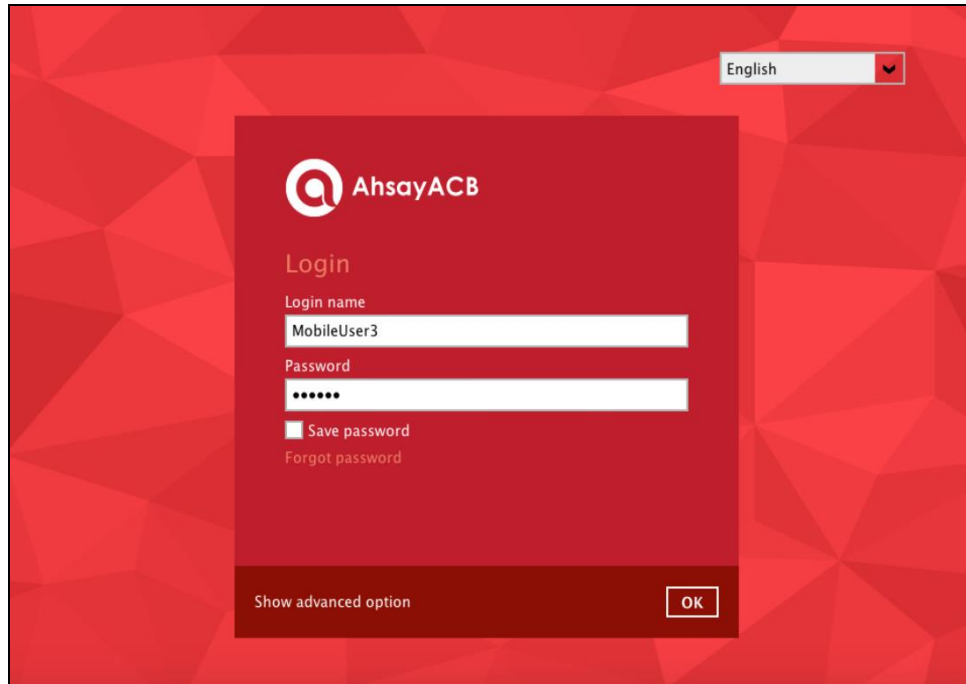 English
AhsayACB
Login
Login name
MobileUser3
Password
••••••
Save password
Forgot password
Show advanced option
OK